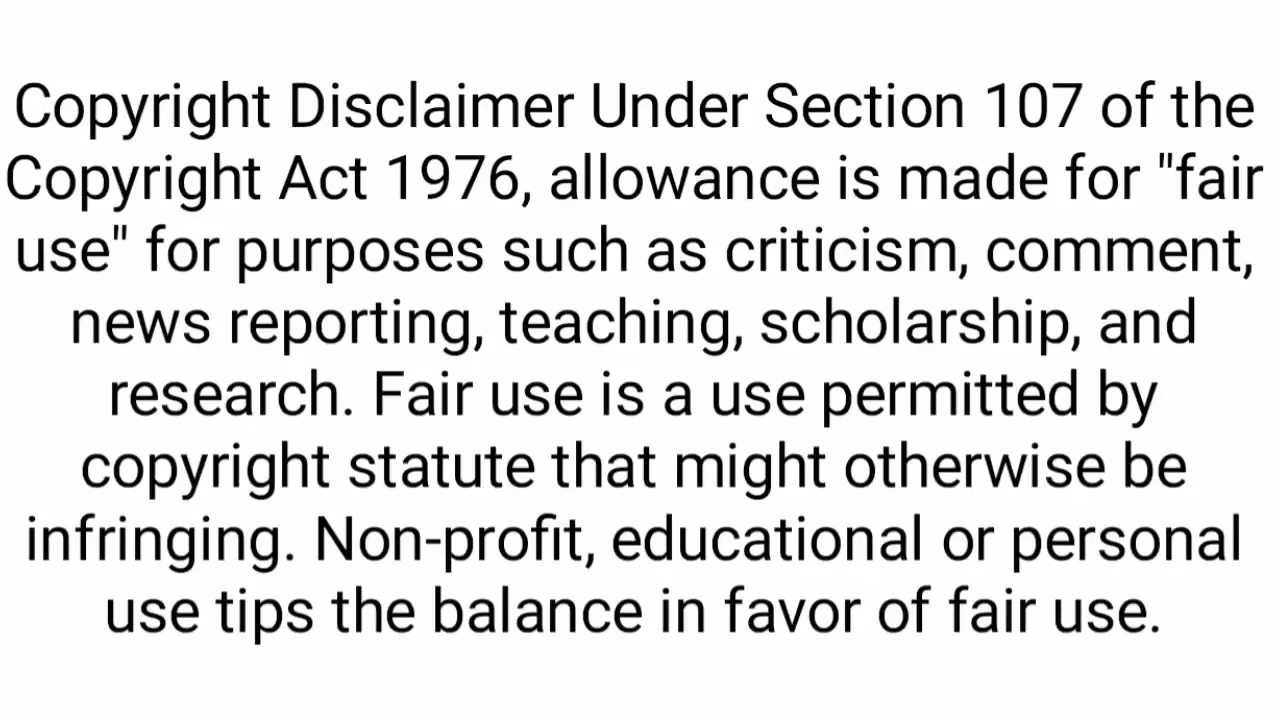 Copyright Disclaimer Under Section 107 of the
Copyright Act 1976, allowance is made for "fair
use" for purposes such as criticism, comment,
news reporting, teaching, scholarship, and
research. Fair use is a use permitted by
copyright statute that might otherwise be
infringing. Non-profit, educational or personal
use tips the balance in favor of fair use.